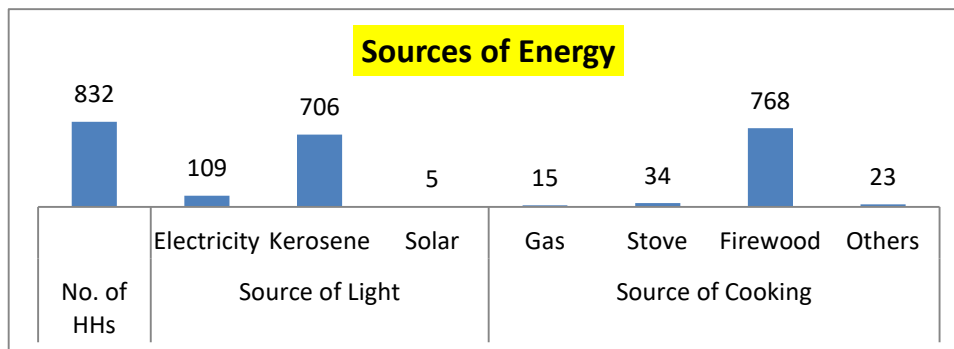 Sources of Energy
832
109
706
5
15
34
768
23
Electricity Kerosene Solar Gas Stove Firewood Others
No. of HHs
Source of Light
Source of Cooking